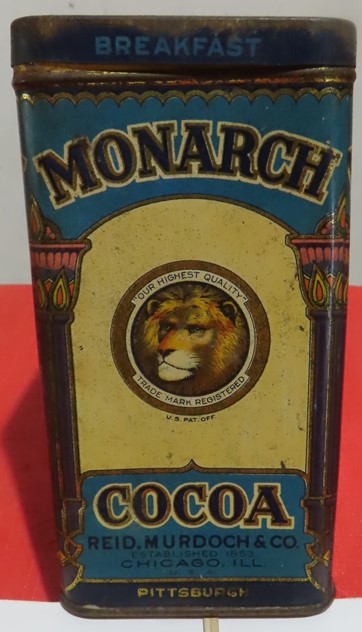 BREAKFAST
MONARCH
"OUR HIGHEST QUALITY"
TRADE MARK REGISTERED
U.S. PAT. OFF.
COCOA
REID, MURDOCH & CO.
ESTABLISHED 1853
CHICAGO, ILL.
U.S.A.
PITTSBURGH